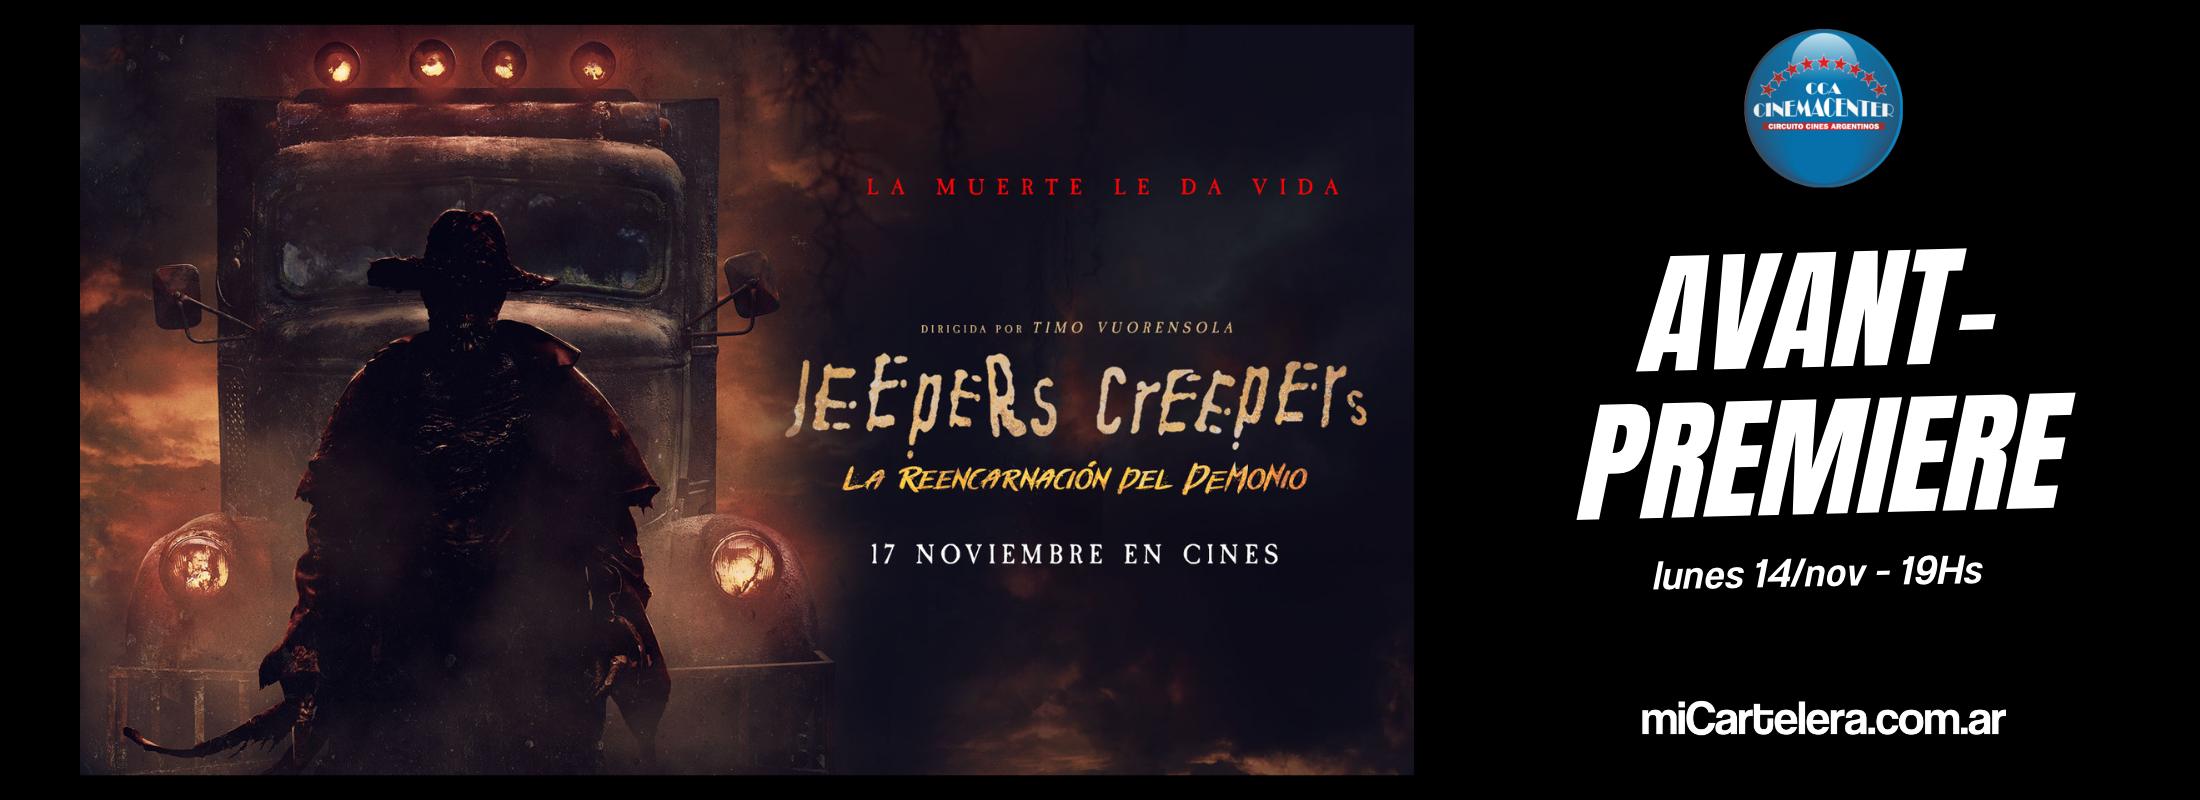 LA MUERTE LE DA VIDA
DIRIGIDA POR TIMO VUORENSOLA
JEEpERs CrEEpErs
LA REENCARNACIÓN DEL DEMONIO
17 NOVIEMBRE EN CINES
CCA
CINEMACENTER
CIRCUITO CINES ARGENTINOS
AVANT-
PREMIERE
lunes 14/nov - 19Hs
miCartelera.com.ar